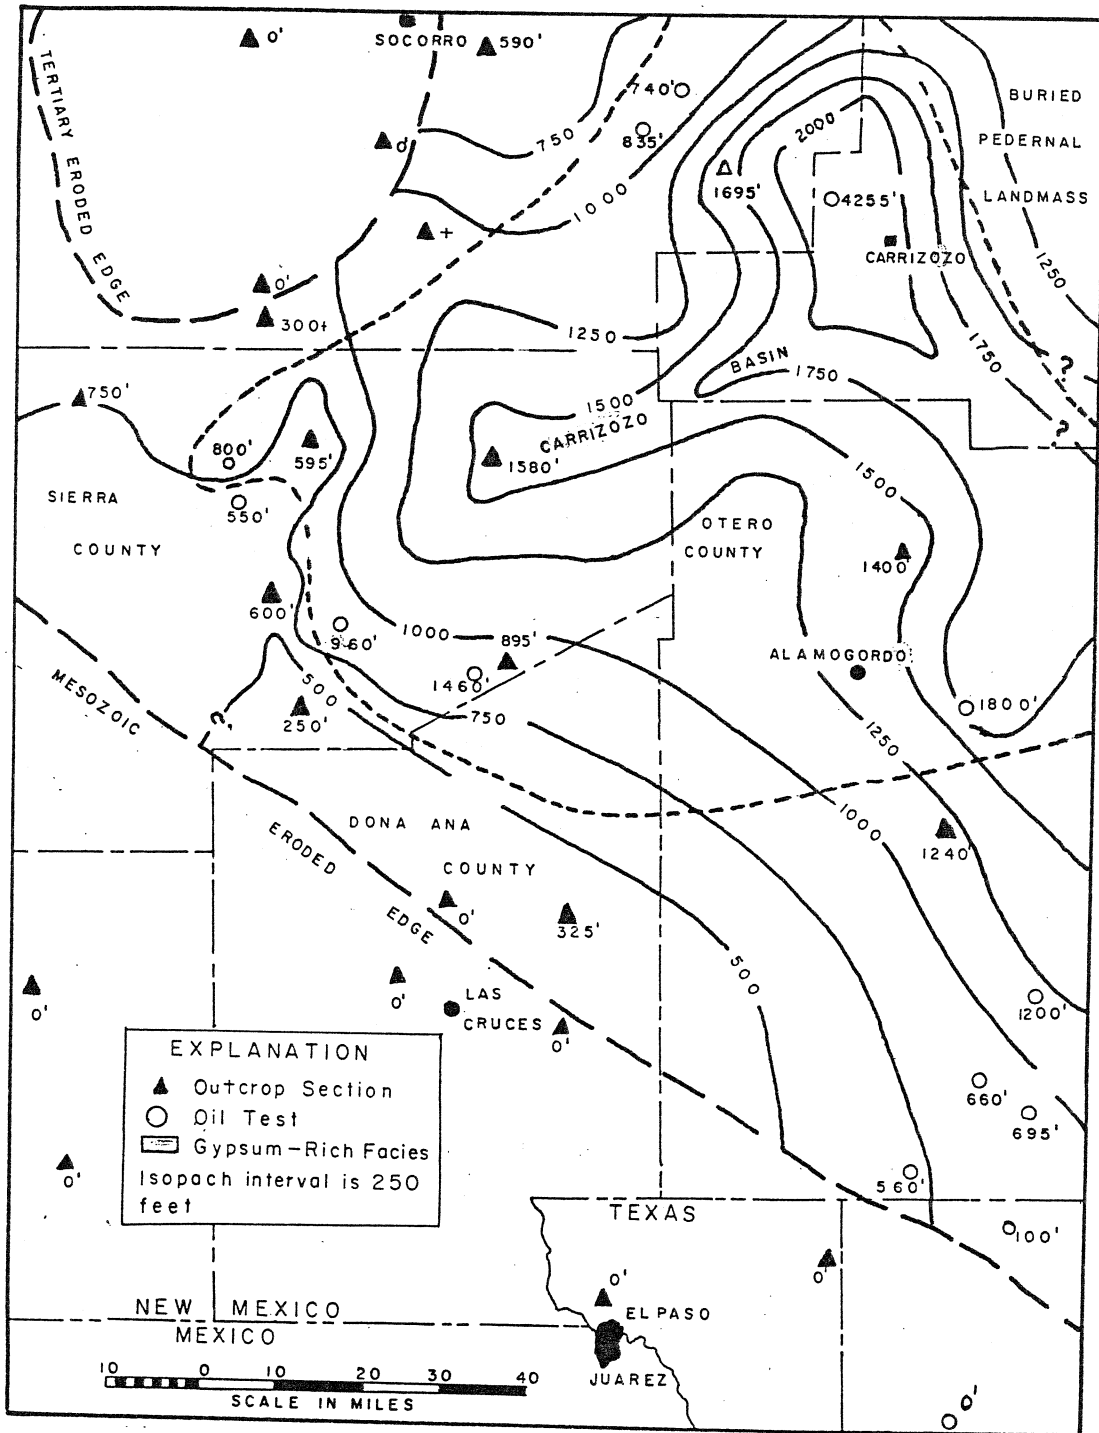 0'
SOCORRO
590'
TERTIARY ERODED EDGE
740'
835'
750
1000
d
+
0'
300±
1695'
2000
4255'
CARRIZOZO
BURIED
PEDERNAL
LANDMASS
1250
1750
?
?
1250
BASIN
1750
1500
CARRIZOZO
1580'
750'
800'
595'
550'
SIERRA
COUNTY
OTERO
COUNTY
1500
1400'
600'
960'
1000
895'
1460'
ALAMOGORDO
1800'
MESOZOIC
?
250'
500
750
1250
1000
1240'
DONA ANA
COUNTY
ERODED
EDGE
0'
325'
500
0'
0'
LAS
CRUCES
0'
1200'
660'
695'
560'
100'
EXPLANATION
Outcrop Section
Oil Test
Gypsum-Rich Facies
Isopach interval is 250
feet
0'
TEXAS
0'
0'
EL PASO
NEW MEXICO
MEXICO
JUAREZ
10 0 10 20 30 40
SCALE IN MILES
0'